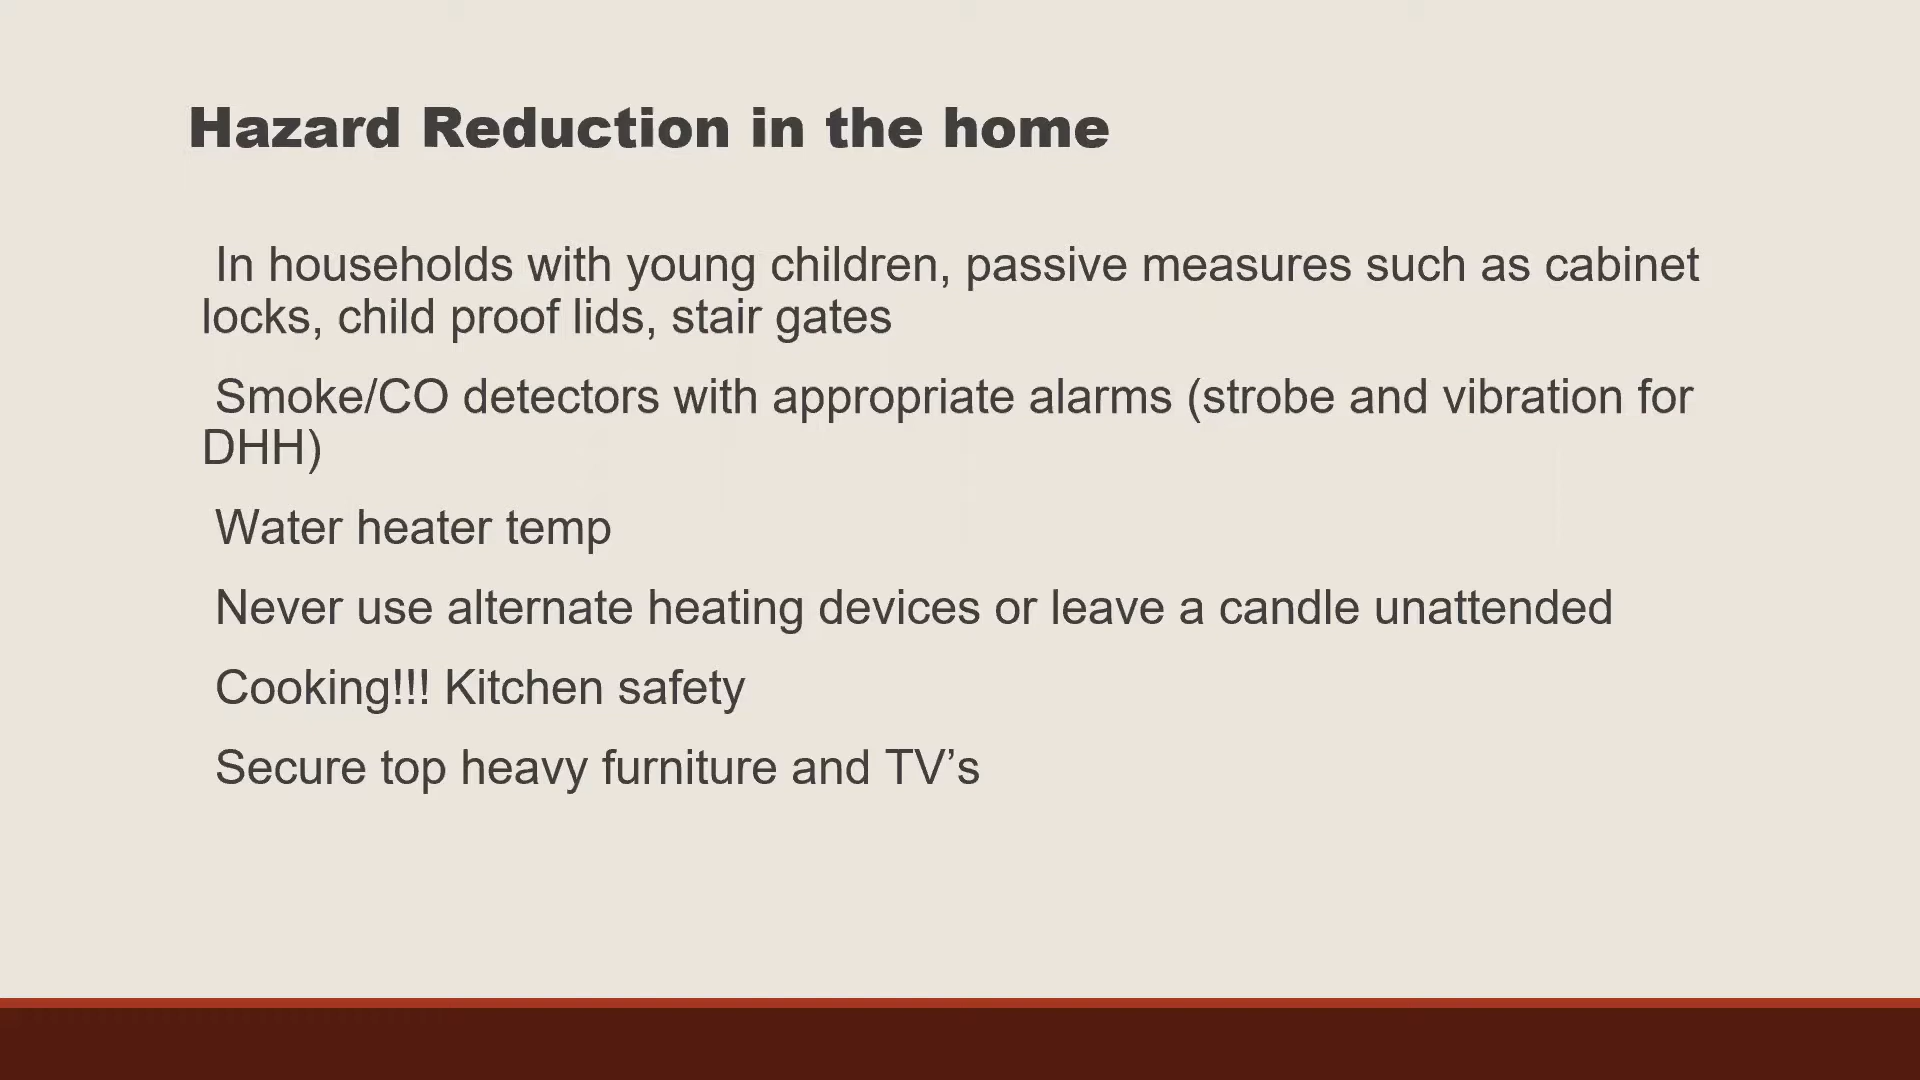 Hazard Reduction in the home
In households with young children, passive measures such as cabinet
locks, child proof lids, stair gates
Smoke/CO detectors with appropriate alarms (strobe and vibration for
DHH)
Water heater temp
Never use alternate heating devices or leave a candle unattended
Cooking!!! Kitchen safety
Secure top heavy furniture and TV’s